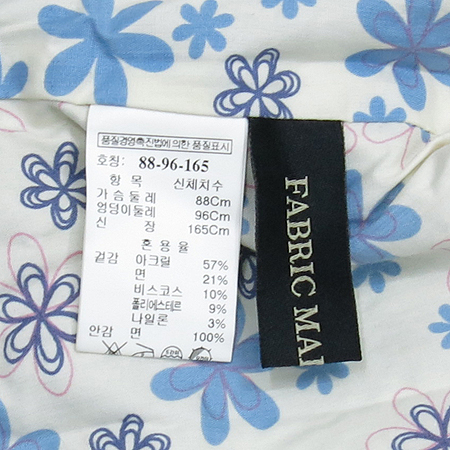 품질경영촉진법에 의한 품질표시
호칭: 88-96-165
항 목 신체치수
가 슴 둘 레 88Cm
엉덩이둘레 96Cm
신 장 165Cm
혼 용 율
겉감 아크릴 57%
면 21%
비스코스 10%
폴리에스테르 9%
나일론 3%
안감 면 100%
FABRIC MA